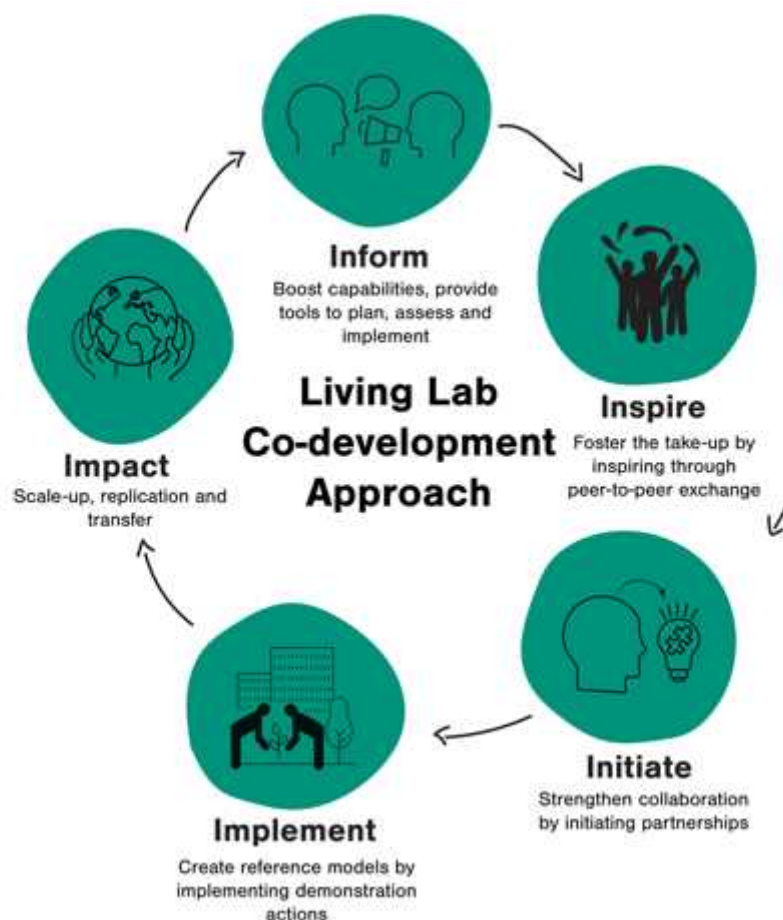 Inform
Boost capabilities, provide
tools to plan, assess and
implement
Inspire
Foster the take-up by
inspiring through
peer-to-peer exchange
Living Lab
Co-development
Approach
Impact
Scale-up, replication and
transfer
Initiate
Strengthen collaboration
by initiating partnerships
Implement
Create reference models by
implementing demonstration
actions